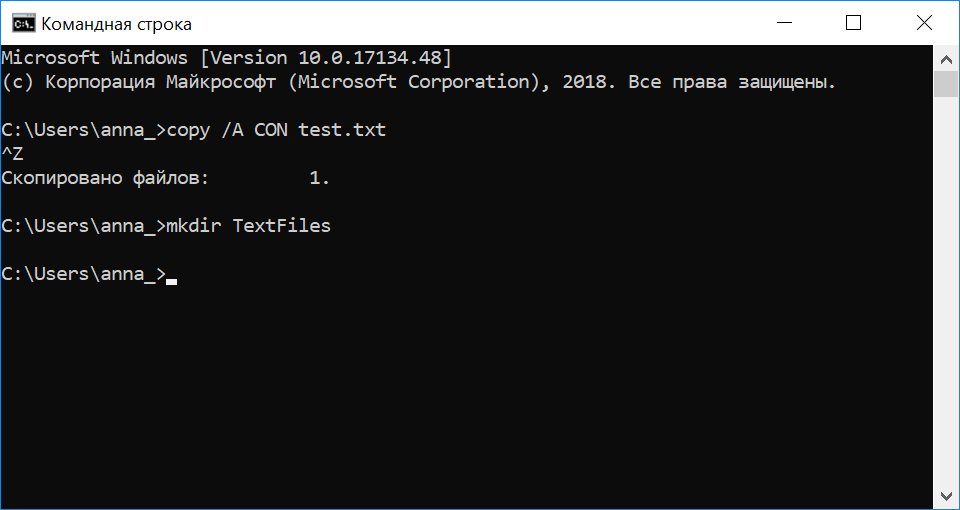 Командная строка
Microsoft Windows [Version 10.0.17134.48]
(c) Корпорация Майкрософт (Microsoft Corporation), 2018. Все права защищены.
C:\Users\anna_>copy /A CON test.txt
^Z
Скопировано файлов:         1.
C:\Users\anna_>mkdir TextFiles
C:\Users\anna_>